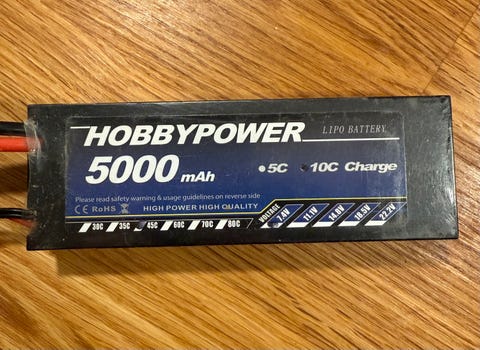 HOBBYPOWER LIPO BATTERY
5000 mAh 5C 10C Charge
Please read safety warning & usage guidelines on reverse side
CE RoHS HIGH POWER HIGH QUALITY
30C 35C 45C 60C 70C 80C VOLTAGE 7.4V 11.1V 14.8V 18.5V 22.2V